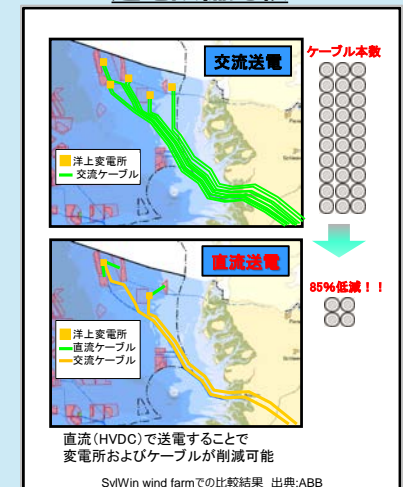 交流送電
ケーブル本数
洋上変電所
交流ケーブル
直流送電
85%低減！！
洋上変電所
直流ケーブル
交流ケーブル
直流(HVDC)で送電することで
変電所およびケーブルが削減可能
SylWin wind farmでの比較結果 出典:ABB